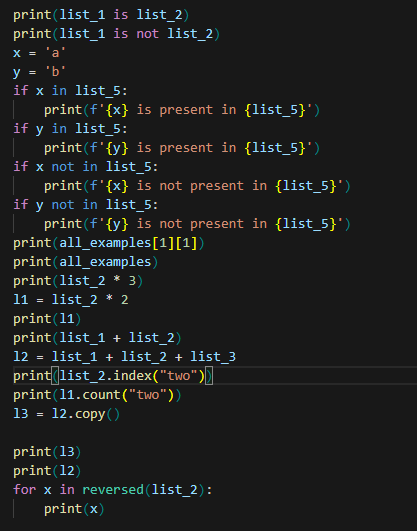 print(list_1 is list_2)
print(list_1 is not list_2)
x = 'a'
y = 'b'
if x in list_5:
    print(f'{x} is present in {list_5}')
if y in list_5:
    print(f'{y} is present in {list_5}')
if x not in list_5:
    print(f'{x} is not present in {list_5}')
if y not in list_5:
    print(f'{y} is not present in {list_5}')
print(all_examples[1][1])
print(all_examples)
print(list_2 * 3)
l1 = list_2 * 2
print(l1)
print(list_1 + list_2)
l2 = list_1 + list_2 + list_3
print(list_2.index("two"))
print(l1.count("two"))
l3 = l2.copy()

print(l3)
print(l2)
for x in reversed(list_2):
    print(x)